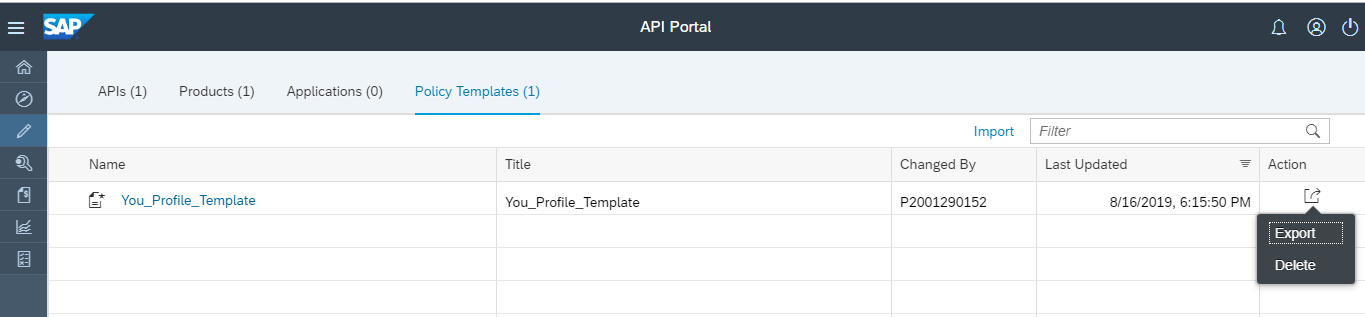 SAP
API Portal
APIs (1) Products (1) Applications (0) Policy Templates (1)
Import Filter
Name Title Changed By Last Updated Action
You_Profile_Template You_Profile_Template P2001290152 8/16/2019, 6:15:50 PM
Export
Delete